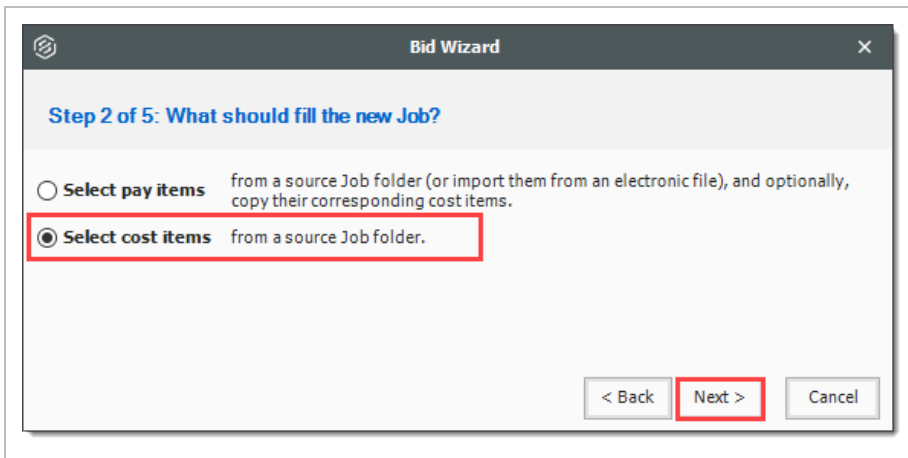 Bid Wizard
Step 2 of 5: What should fill the new Job?
Select pay items from a source Job folder (or import them from an electronic file), and optionally,
copy their corresponding cost items.
Select cost items from a source Job folder.
< Back Next > Cancel